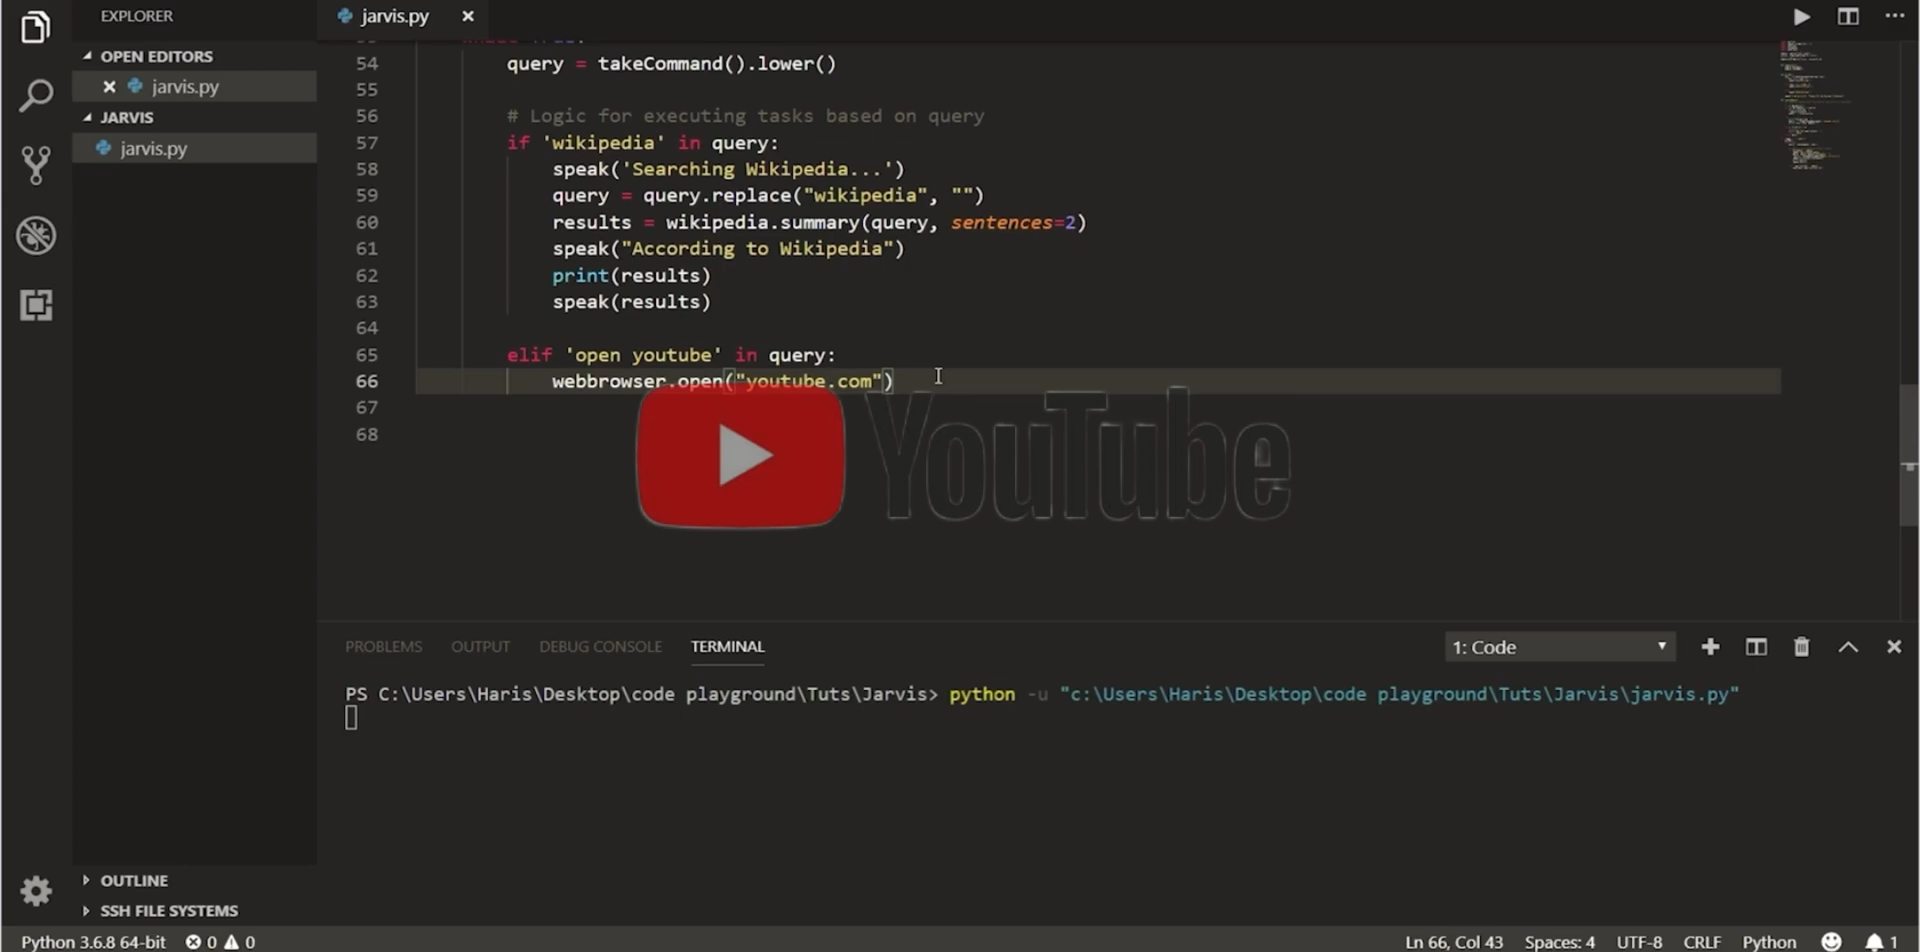 EXPLORER
jarvis.py
OPEN EDITORS
jarvis.py
JARVIS
jarvis.py
54 query = takeCommand().lower()
55
56 # Logic for executing tasks based on query
57 if 'wikipedia' in query:
58 speak('Searching Wikipedia...')
59 query = query.replace("wikipedia", "")
60 results = wikipedia.summary(query, sentences=2)
61 speak("According to Wikipedia")
62 print(results)
63 speak(results)
64
65 elif 'open youtube' in query:
66 webbrowser.open("youtube.com")
67
68
YouTube
PROBLEMS OUTPUT DEBUG CONSOLE TERMINAL 1: Code
PS C:\Users\Haris\Desktop\code playground\Tuts\Jarvis> python -u "c:\Users\Haris\Desktop\code playground\Tuts\Jarvis\jarvis.py"
OUTLINE
SSH FILE SYSTEMS
Python 3.6.8 64-bit 0 0 Ln 66, Col 43 Spaces: 4 UTF-8 CRLF Python 1